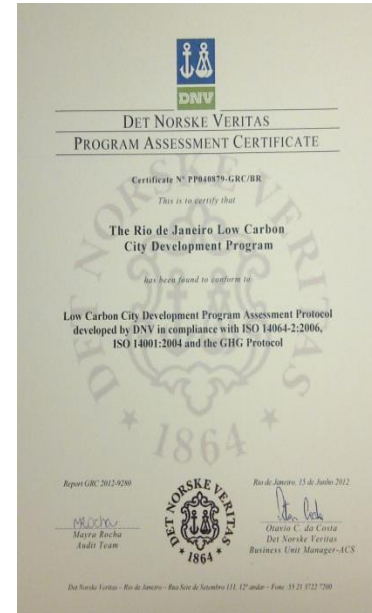 DNV
DET NORSKE VERITAS
PROGRAM ASSESSMENT CERTIFICATE
Certificate Nº PP040879-GRC/BR
This is to certify that
The Rio de Janeiro Low Carbon
City Development Program
has been found to conform to:
Low Carbon City Development Program Assessment Protocol
developed by DNV in compliance with ISO 14064-2:2006,
ISO 14001:2004 and the GHG Protocol
DET NORSKE VERITAS
* 1864 *
Report GRC 2012-9280
Rio de Janeiro, 15 de Junho 2012
DET NORSKE VERITAS
* 1864 *
MRocha
Mayra Rocha
Audit Team
Otavio C. da Costa
Det Norske Veritas
Business Unit Manager-ACS
Det Norske Veritas – Rio de Janeiro – Rua Sete de Setembro 111, 12º andar – Fone 55 21 3722 7200